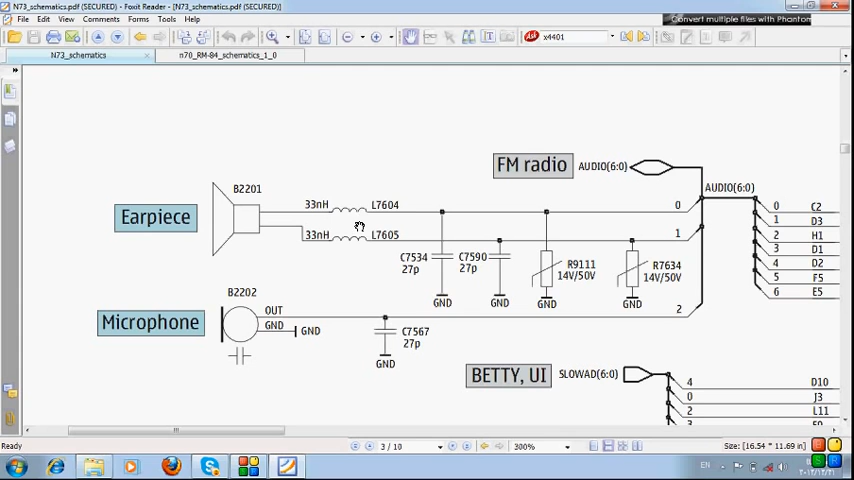 N73_schematics.pdf (SECURED) - Foxit Reader - [N73_schematics.pdf (SECURED)]
Convert multiple files with Phantom
File Edit View Comments Forms Tools Help
Ask x4401
N73_schematics n70_RM-84_schematics_1_0
FM radio AUDIO(6:0)
AUDIO(6:0)
Earpiece B2201
33nH L7604
33nH L7605
0
1
C7534
27p
C7590
27p
R9111
14V/50V
R7634
14V/50V
GND GND GND GND
0 C2
1 D3
2 H1
3 D1
4 D2
5 F5
6 E5
Microphone B2202
OUT
GND GND
2
C7567
27p
GND
BETTY, UI SLOWAD(6:0)
4 D10
0 J3
2 L11
3
Ready 3 / 10 300% Size: [16.54 * 11.69 in]
EN